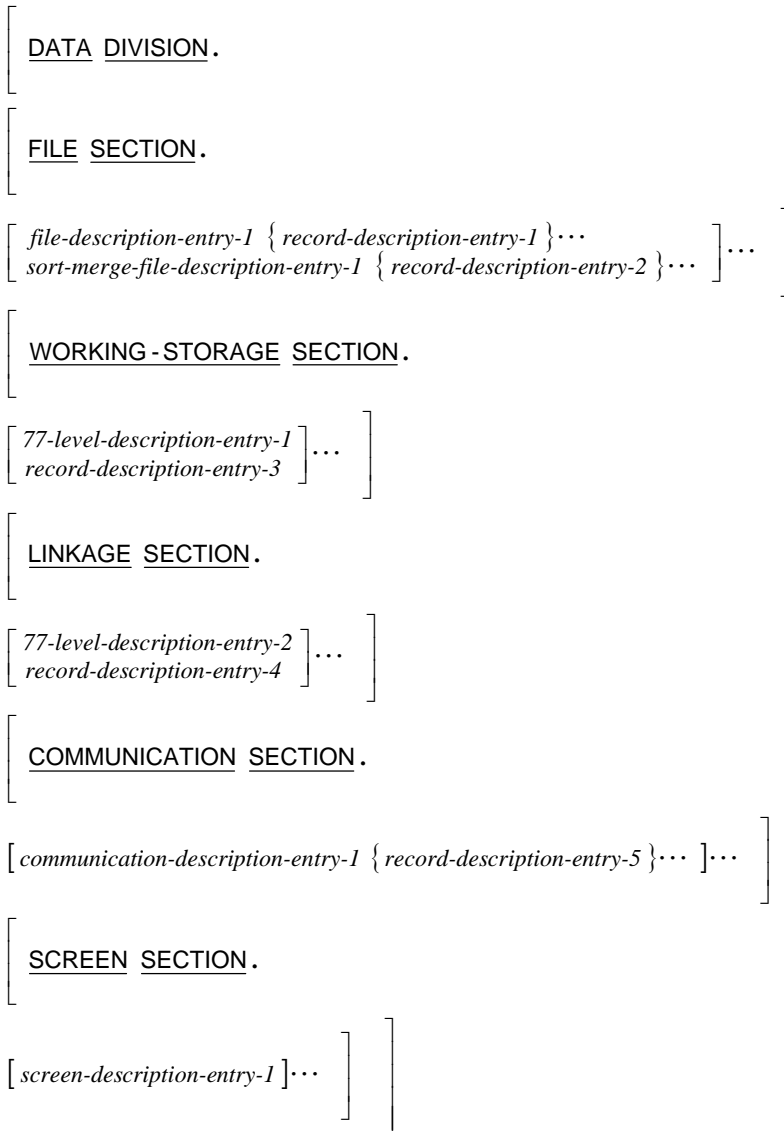 DATA DIVISION.
FILE SECTION.
[ file-description-entry-1 { record-description-entry-1 }···
sort-merge-file-description-entry-1 { record-description-entry-2 }··· ]···
WORKING-STORAGE SECTION.
[ 77-level-description-entry-1
record-description-entry-3 ]···
LINKAGE SECTION.
[ 77-level-description-entry-2
record-description-entry-4 ]···
COMMUNICATION SECTION.
[ communication-description-entry-1 { record-description-entry-5 }··· ]···
SCREEN SECTION.
[ screen-description-entry-1 ]···